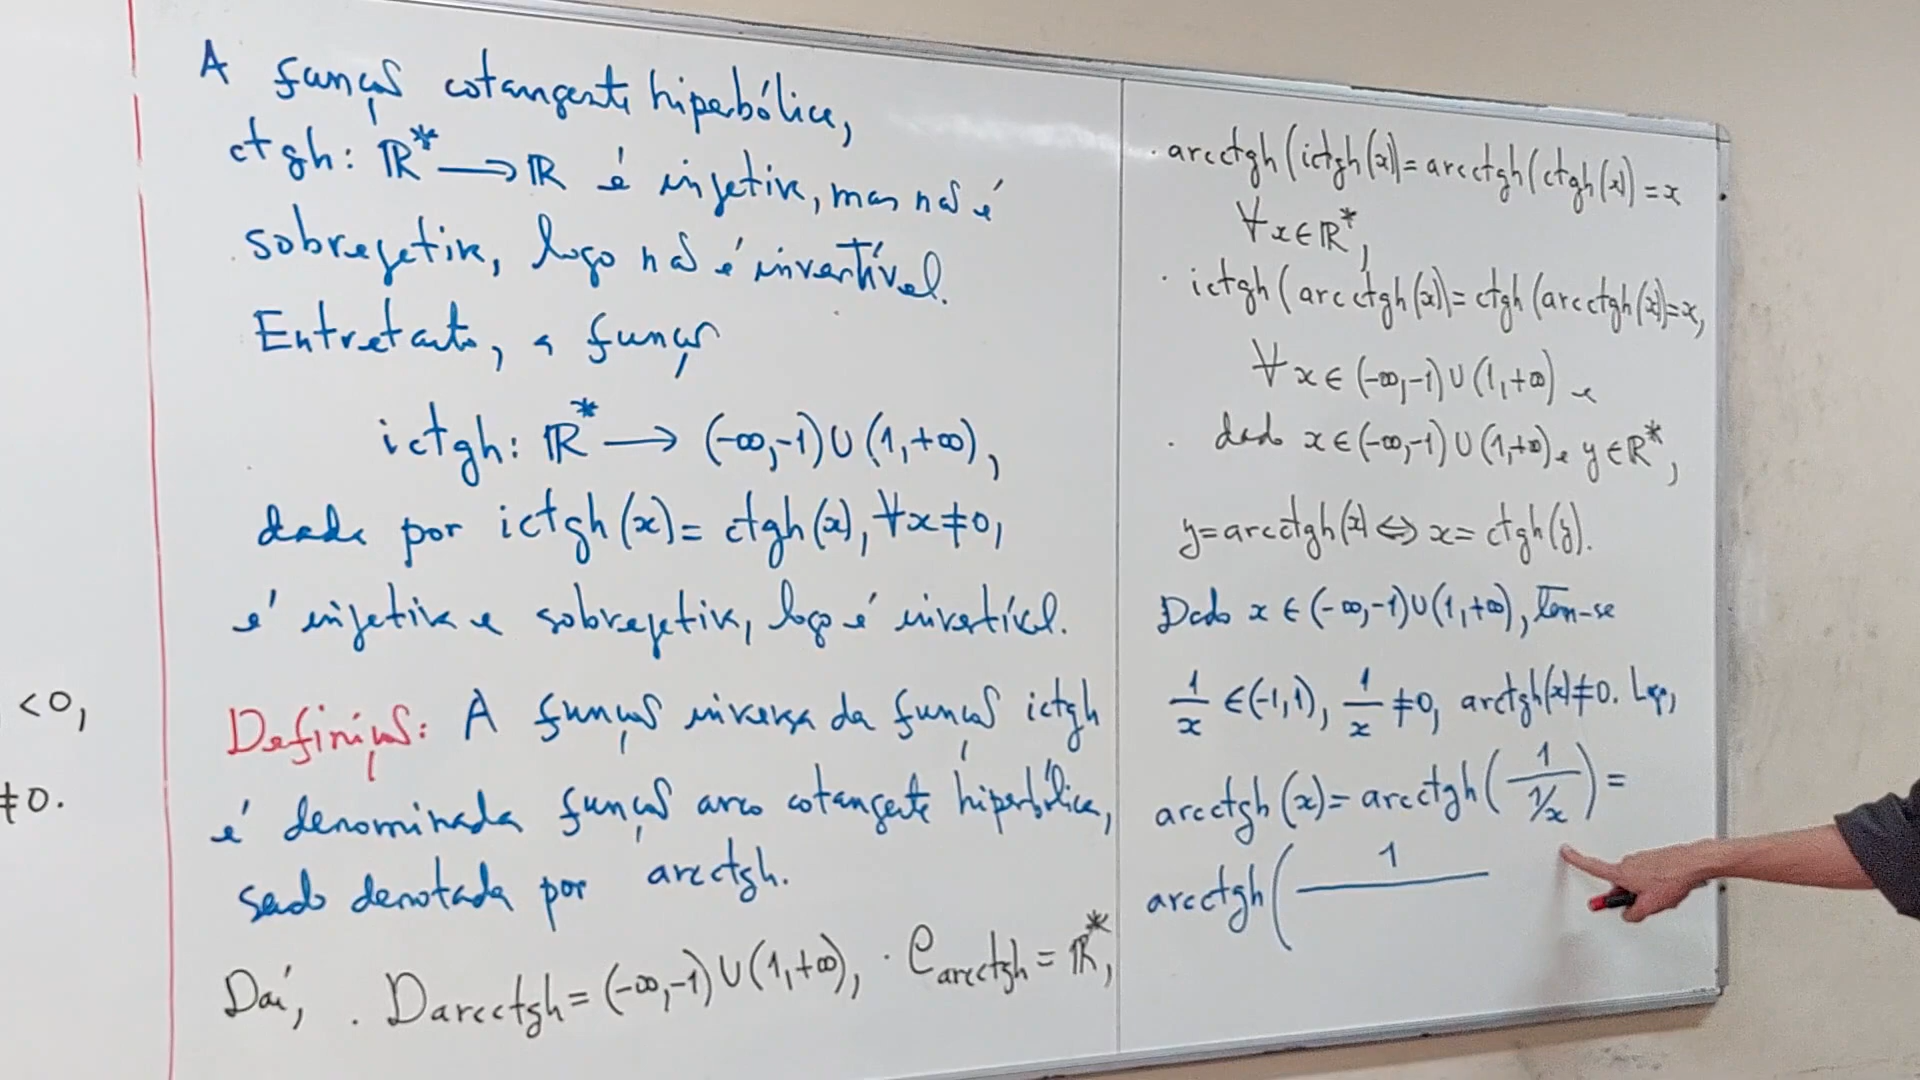 <0,
≠0.
A função cotangente hiperbólica,
ctgh: ℝ* → ℝ é injetiva, mas não é
sobrejetiva, logo não é invertível.
Entretanto, a função
ictgh: ℝ* → (-∞,-1)∪(1,+∞),
dada por ictgh(x)= ctgh(x), ∀x≠0,
é injetiva e sobrejetiva, logo é invertível.
Definição: A função inversa da função ictgh
é denominada função arco cotangente hiperbólica,
sendo denotada por arcctgh.
Daí, . Darcctgh = (-∞,-1)∪(1,+∞), . Carcctgh = ℝ*,
. arcctgh(ictgh(x))= arcctgh(ctgh(x)) = x
∀x∈ℝ*,
. ictgh(arcctgh(x))= ctgh(arcctgh(x))=x,
∀x∈(-∞,-1)∪(1,+∞) e
. dado x∈(-∞,-1)∪(1,+∞) e y∈ℝ*,
y=arcctgh(x)⇔x= ctgh(y).
Dado x∈(-∞,-1)∪(1,+∞), tem-se
1/x ∈(-1,1), 1/x ≠0, arctgh(x)≠0. Logo,
arcctgh(x)= arcctgh(1/(1/x)) =
arcctgh(1/